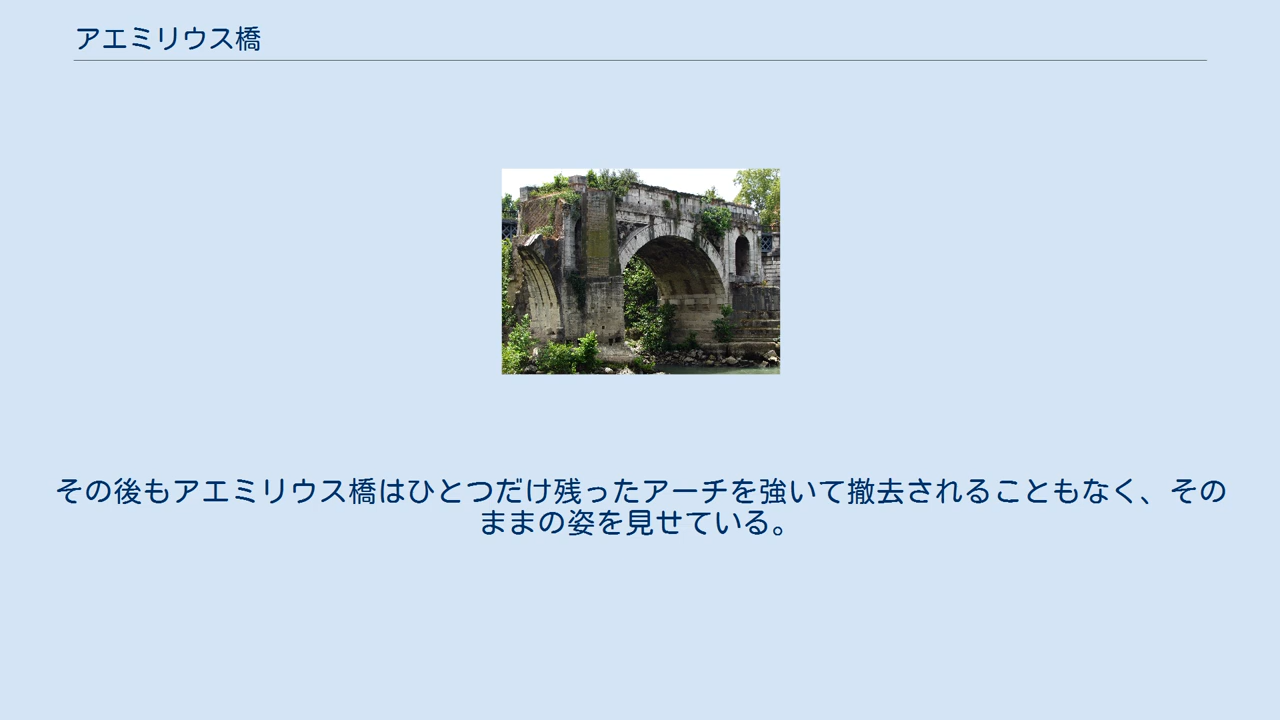 アエミリウス橋
その後もアエミリウス橋はひとつだけ残ったアーチを強いて撤去されることもなく、その
ままの姿を見せている。